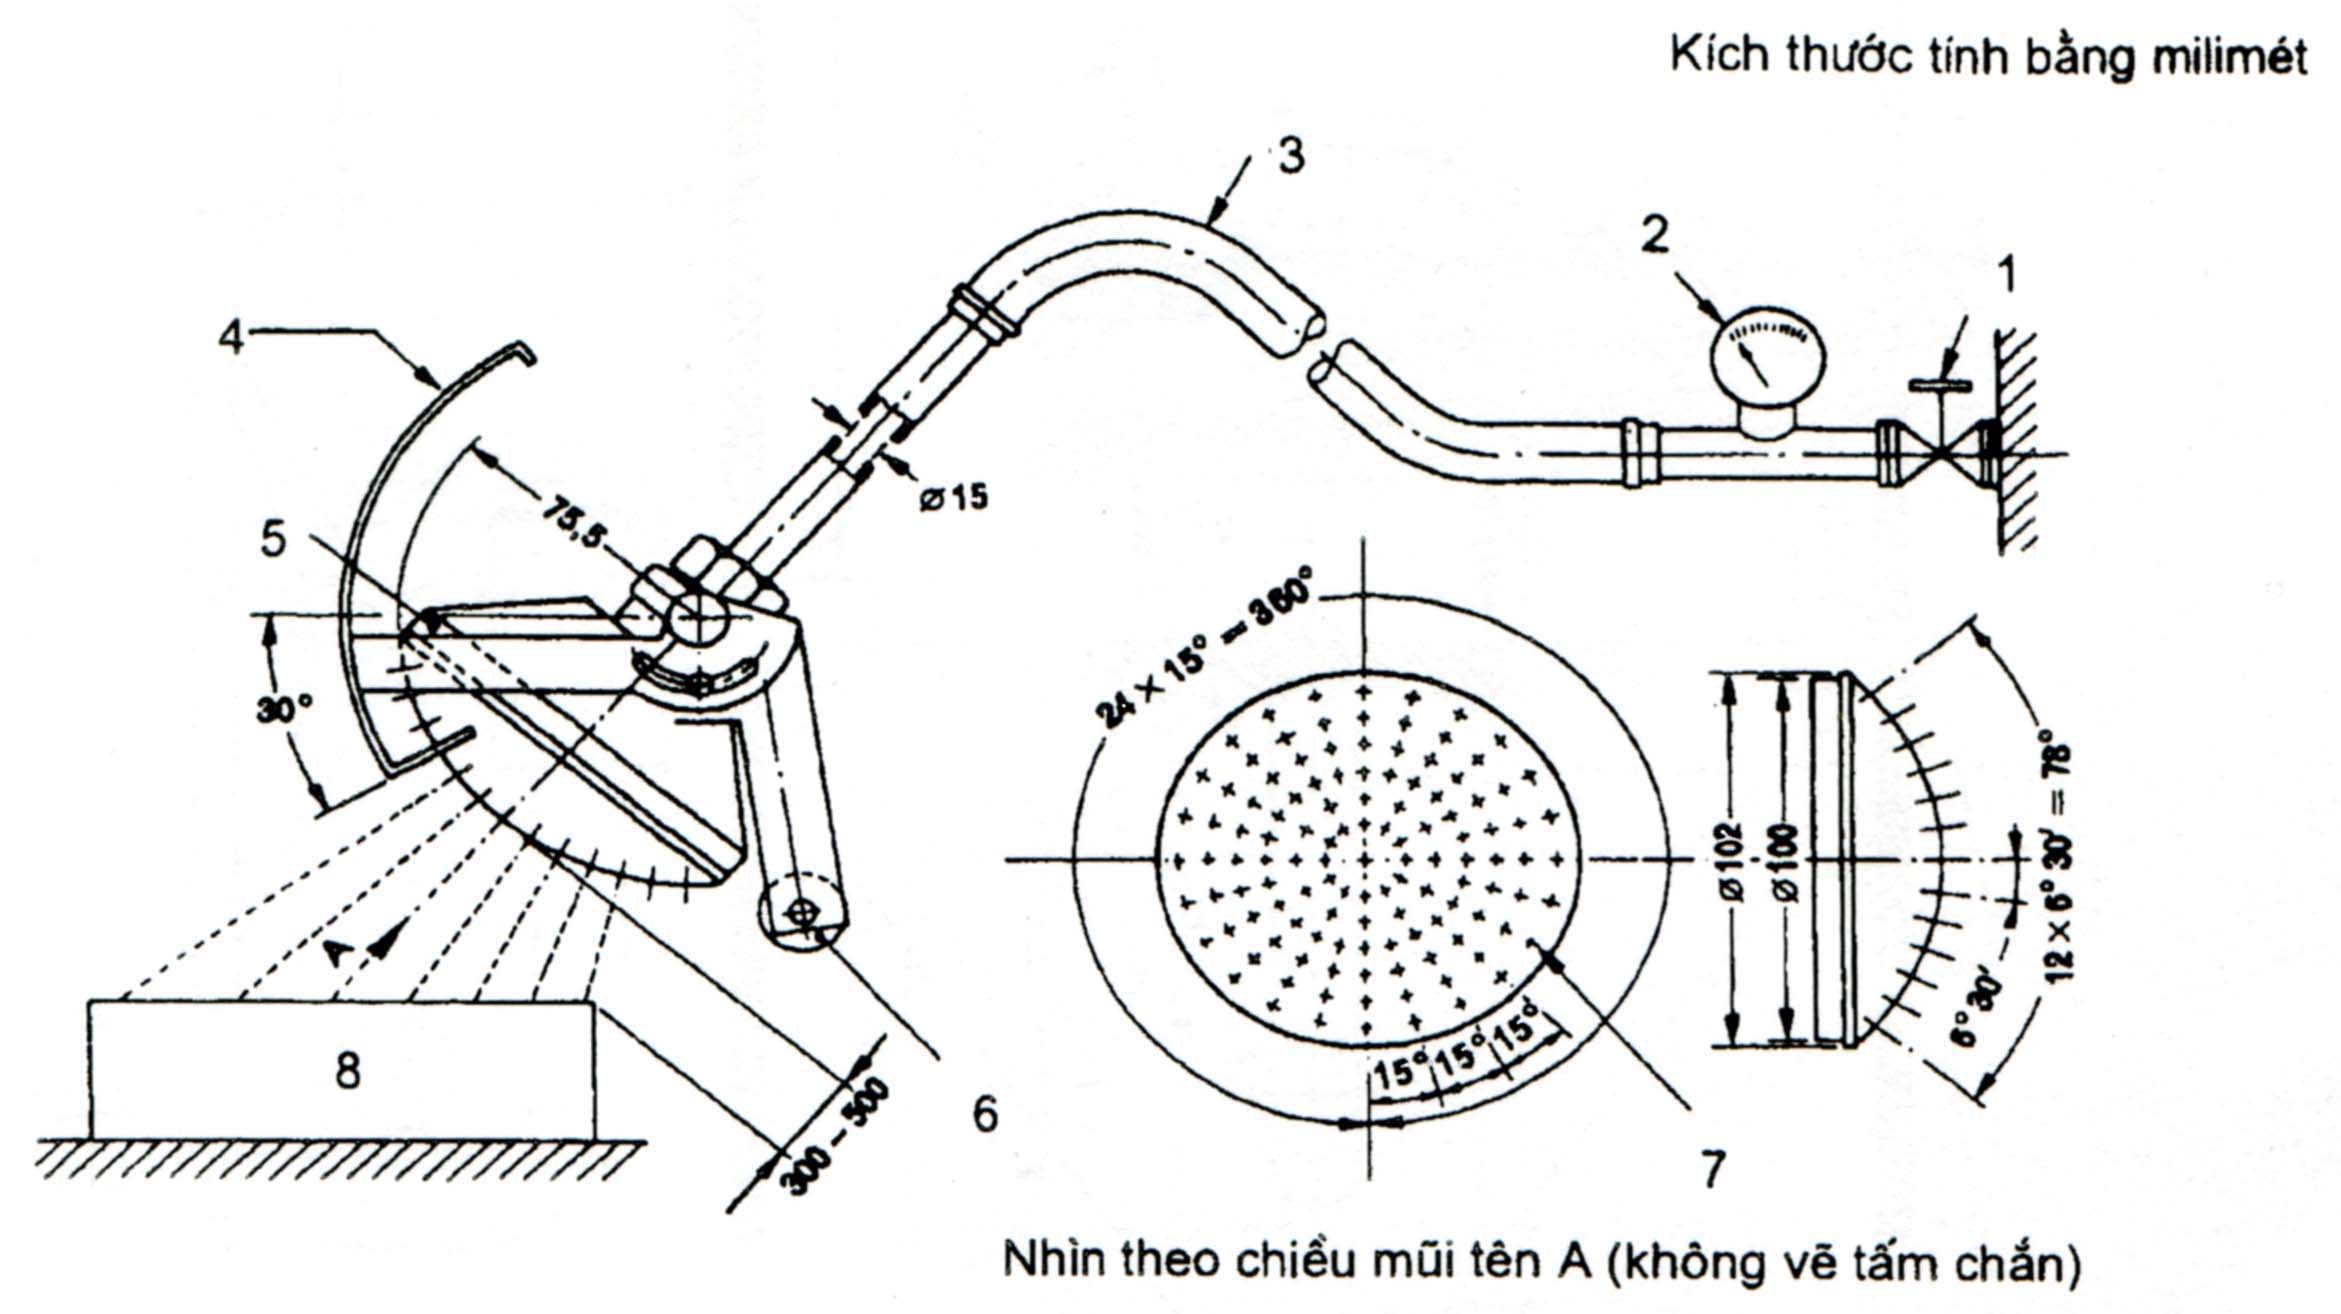 Kích thước tính bằng milimét
3
2
1
4
75,5
Ø15
5
30°
24 × 15° = 360°
Ø102
Ø100
12 × 6° 30' = 78°
6° 30'
A
8
15° 15° 15°
300 – 500
6
7
Nhìn theo chiều mũi tên A (không vẽ tấm chắn)